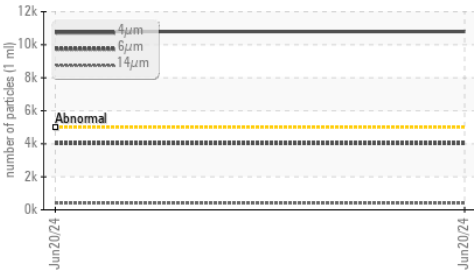 12k
10k
8k
6k
4k
2k
0k
number of particles (1 ml)
4μm
6μm
14μm
Abnormal
Jun20/24
Jun20/24